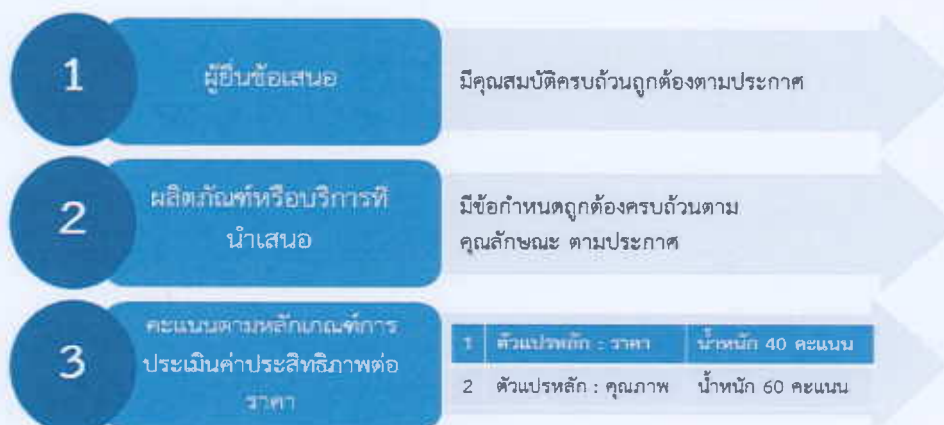 1
ผู้ยื่นข้อเสนอ
มีคุณสมบัติครบถ้วนถูกต้องตามประกาศ
2
ผลิตภัณฑ์หรือบริการที่
นำเสนอ
มีข้อกำหนดถูกต้องครบถ้วนตาม
คุณลักษณะ ตามประกาศ
3
คะแนนตามหลักเกณฑ์การ
ประเมินค่าประสิทธิภาพต่อ
ราคา
1 ตัวแปรหลัก : ราคา น้ำหนัก 40 คะแนน
2 ตัวแปรหลัก : คุณภาพ น้ำหนัก 60 คะแนน